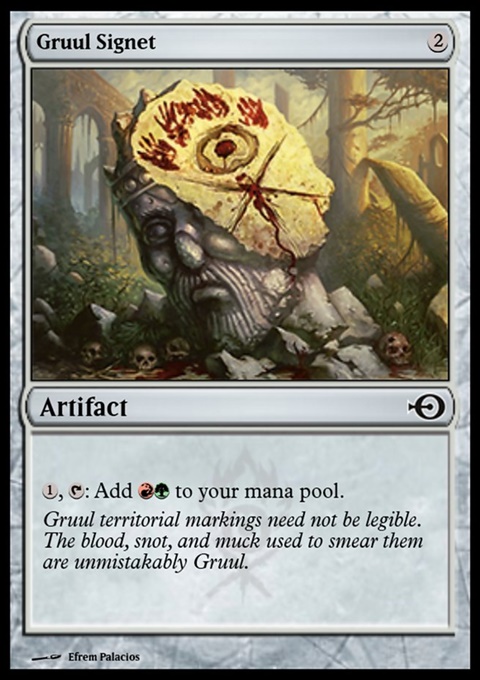 Gruul Signet 2
Artifact
1, : Add to your mana pool.
Gruul territorial markings need not be legible.
The blood, snot, and muck used to smear them
are unmistakably Gruul.
Efrem Palacios